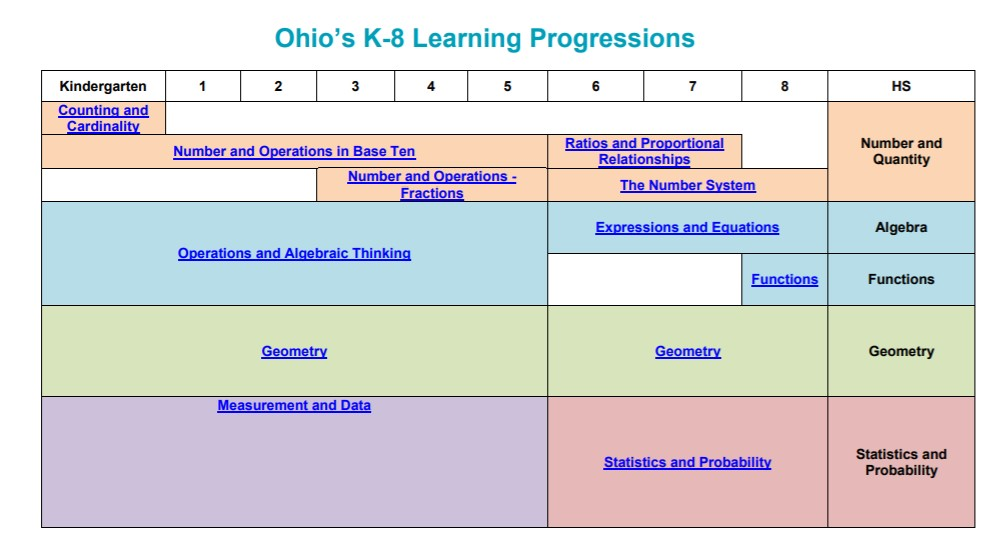 Ohio’s K-8 Learning Progressions
Kindergarten 1 2 3 4 5 6 7 8 HS
Counting and
Cardinality
Number and Operations in Base Ten
Ratios and Proportional
Relationships
Number and
Quantity
Number and Operations -
Fractions
The Number System
Operations and Algebraic Thinking
Expressions and Equations
Algebra
Functions
Functions
Geometry
Geometry
Geometry
Measurement and Data
Statistics and Probability
Statistics and
Probability